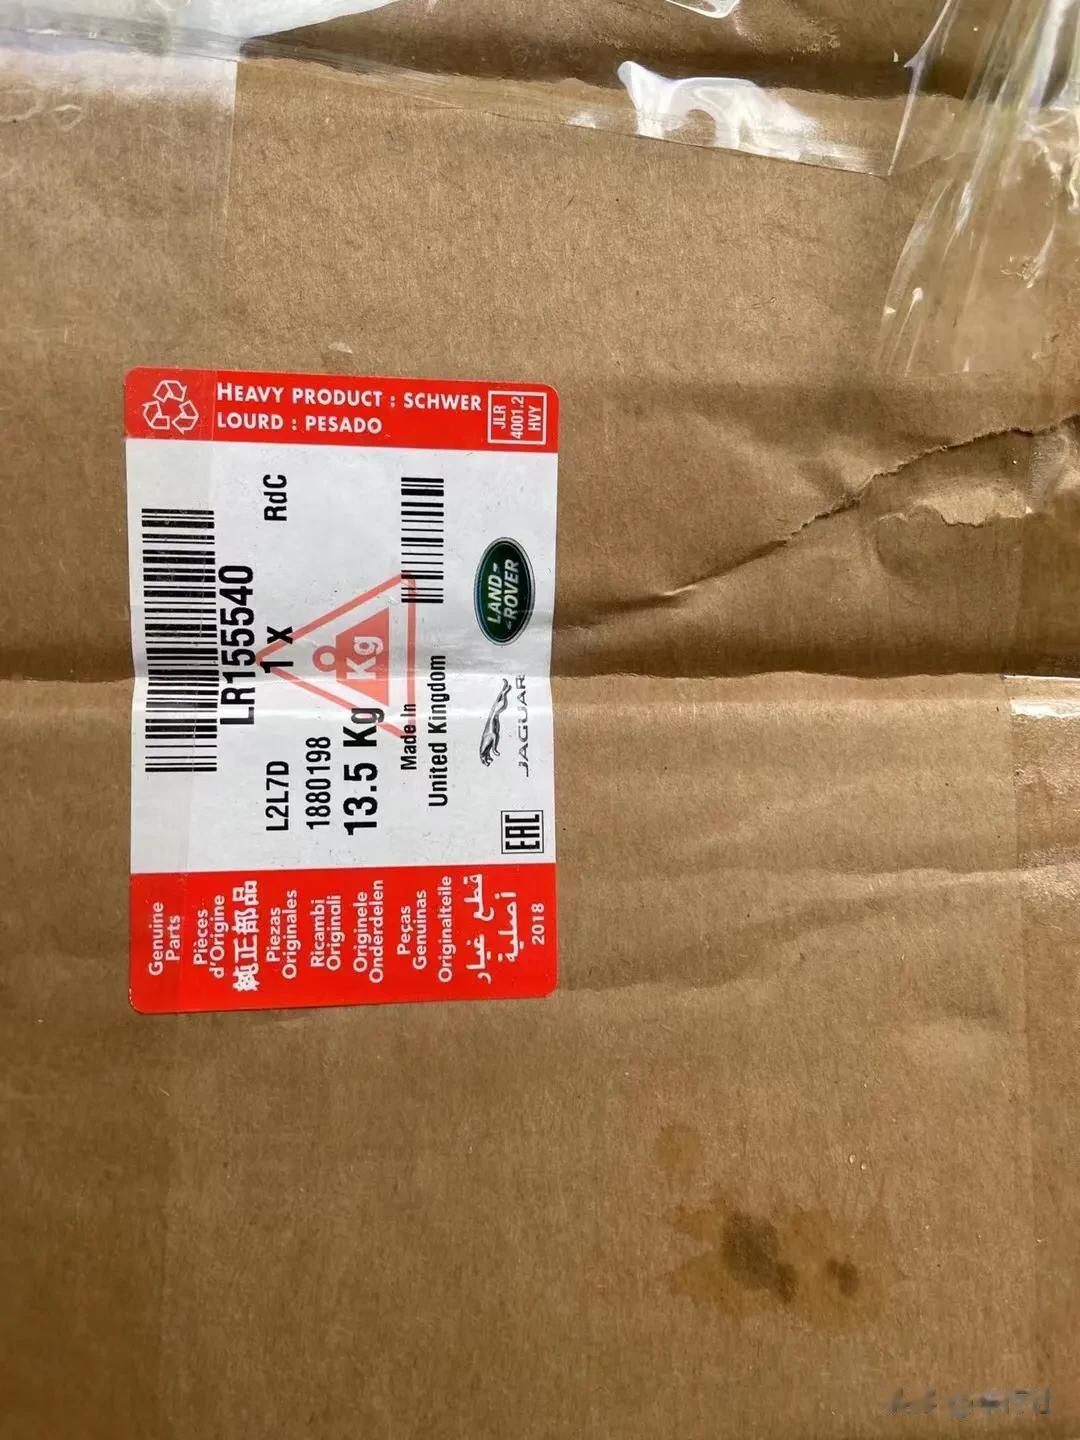 HEAVY PRODUCT : SCHWER
LOURD : PESADO
JLR
4001.2
HVY
RdC
LR155540
1 X
L2L7D
1880198
13.5 Kg
Kg
Made In
United Kingdom
LAND
ROVER
JAGUAR
EAC
Genuine
Parts
Pièces
d'Origine
純正部品
Piezas
Originales
Ricambi
Originali
Originele
Onderdelen
Peças
Genuinas
Originalteile
قطع غيار
أصلية
2018